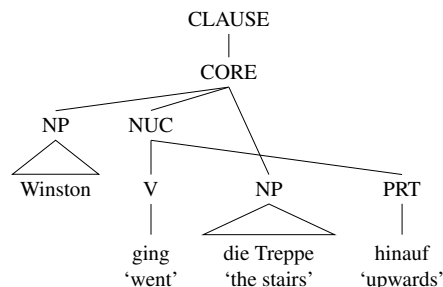 CLAUSE
CORE
NP NUC
Winston V NP PRT
ging die Treppe hinauf
‘went’ ‘the stairs’ ‘upwards’